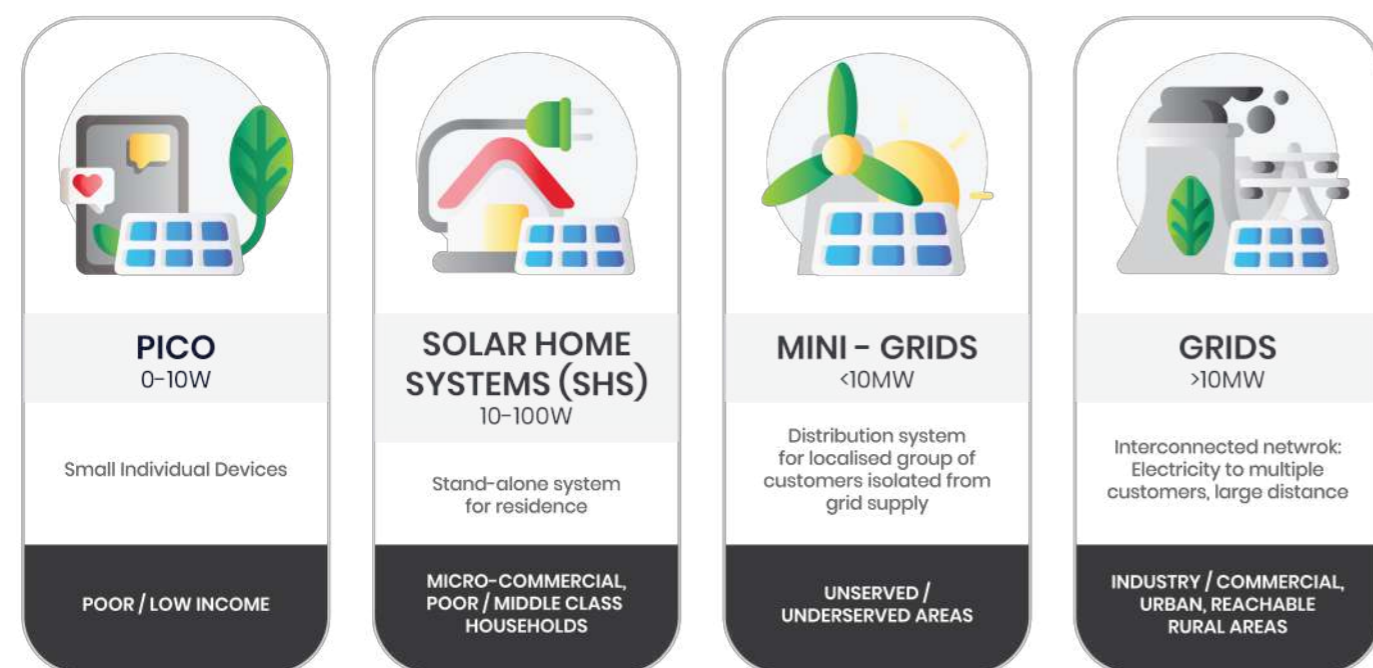 PICO
0-10W
Small Individual Devices
POOR / LOW INCOME
SOLAR HOME
SYSTEMS (SHS)
10-100W
Stand-alone system
for residence
MICRO-COMMERCIAL,
POOR / MIDDLE CLASS
HOUSEHOLDS
MINI - GRIDS
<10MW
Distribution system
for localised group of
customers isolated from
grid supply
UNSERVED /
UNDERSERVED AREAS
GRIDS
>10MW
Interconnected netwrok:
Electricity to multiple
customers, large distance
INDUSTRY / COMMERCIAL,
URBAN, REACHABLE
RURAL AREAS